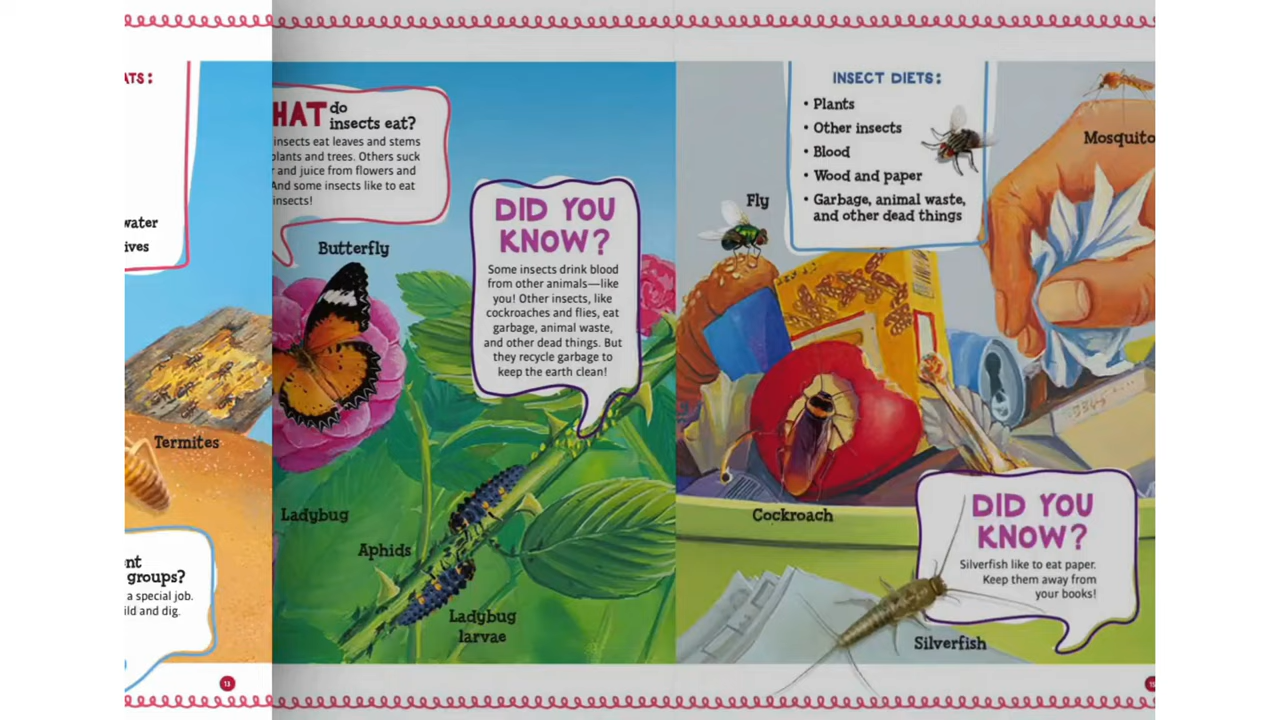 ATS:
water
ives
Termites
nt
groups?
a special job.
ild and dig.
13
HAT do
insects eat?
insects eat leaves and stems
plants and trees. Others suck
r and juice from flowers and
And some insects like to eat
insects!
Butterfly
DID YOU
KNOW?
Some insects drink blood
from other animals—like
you! Other insects, like
cockroaches and flies, eat
garbage, animal waste,
and other dead things. But
they recycle garbage to
keep the earth clean!
Ladybug
Aphids
Ladybug
larvae
INSECT DIETS:
• Plants
• Other insects
• Blood
• Wood and paper
• Garbage, animal waste,
and other dead things
Fly
Mosquito
Cockroach
DID YOU
KNOW?
Silverfish like to eat paper.
Keep them away from
your books!
Silverfish